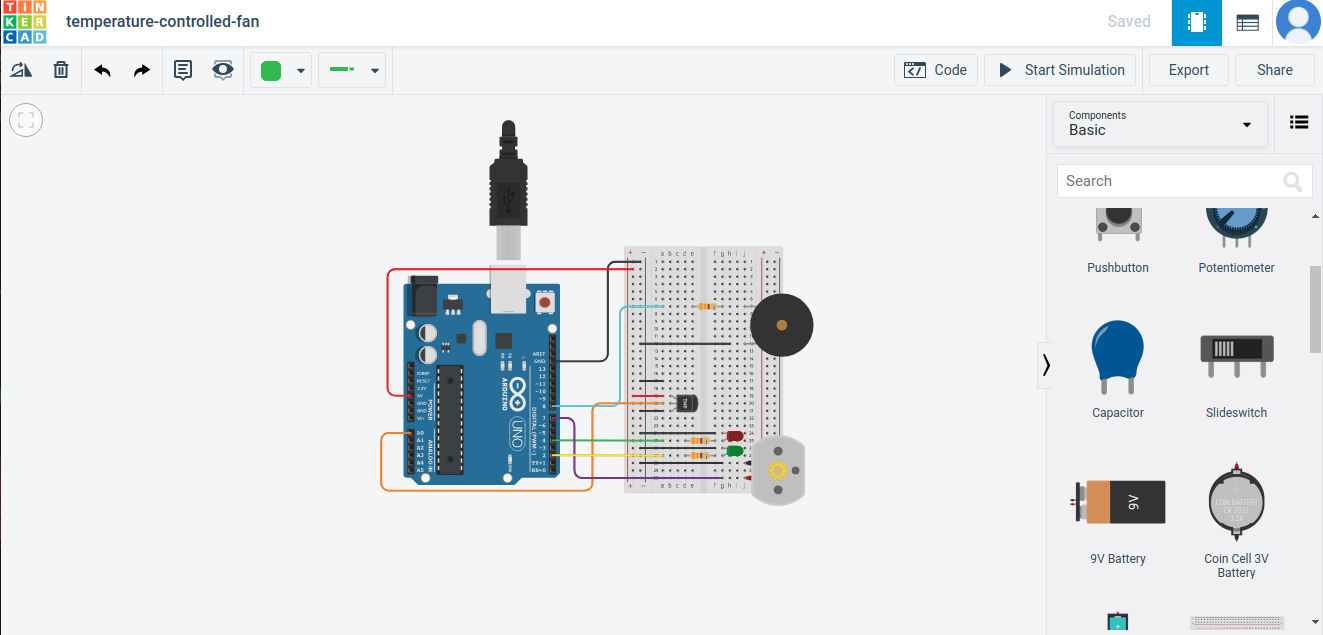 TIN
KER
CAD
temperature-controlled-fan
Saved
Code
Start Simulation
Export
Share
Components
Basic
Search
Pushbutton
Potentiometer
Capacitor
Slideswitch
9V
9V Battery
COIN BATTERY
CR 2032
3.0V
Coin Cell 3V
Battery
AREF
GND
13
12
~11
~10
~9
8
7
~6
~5
4
~3
2
TX→1
RX←0
DIGITAL (PWM~)
ARDUINO
UNO
IOREF
RESET
3.3V
5V
GND
GND
Vin
POWER
A0
A1
A2
A3
A4
A5
ANALOG IN
TMP
a b c d e
f g h i j
a b c d e
f g h i j